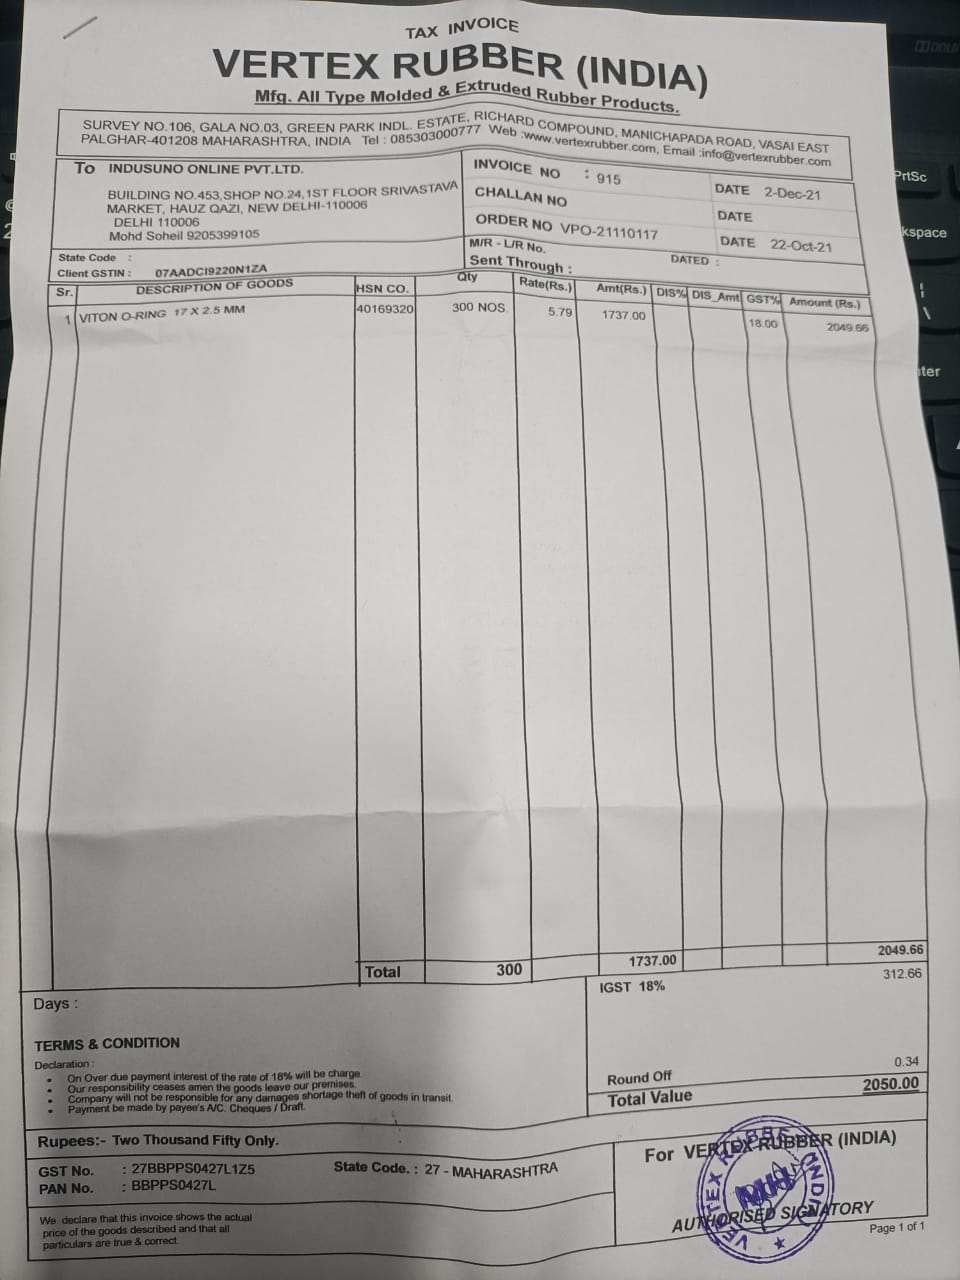 TAX INVOICE
VERTEX RUBBER (INDIA)
Mfg. All Type Molded & Extruded Rubber Products.
SURVEY NO.106, GALA NO.03, GREEN PARK INDL. ESTATE, RICHARD COMPOUND, MANICHAPADA ROAD, VASAI EAST
PALGHAR-401208 MAHARASHTRA, INDIA Tel : 085303000777 Web :www.vertexrubber.com, Email :info@vertexrubber.com
To INDUSUNO ONLINE PVT.LTD.
BUILDING NO.453,SHOP NO.24,1ST FLOOR SRIVASTAVA
MARKET, HAUZ QAZI, NEW DELHI-110006
DELHI 110006
Mohd Soheil 9205399105
State Code :
Client GSTIN : 07AADCI9220N1ZA
INVOICE NO : 915 DATE 2-Dec-21
CHALLAN NO DATE
ORDER NO VPO-21110117 DATE 22-Oct-21
M/R - L/R No. DATED :
Sent Through :
Sr. DESCRIPTION OF GOODS HSN CO. Qty Rate(Rs.) Amt(Rs.) DIS% DIS_Amt GST% Amount (Rs.)
1 VITON O-RING 17 X 2.5 MM 40169320 300 NOS. 5.79 1737.00 18.00 2049.66
Total 300 1737.00 2049.66
IGST 18% 312.66
Round Off 0.34
Total Value 2050.00
Days :
TERMS & CONDITION
Declaration :
• On Over due payment interest of the rate of 18% will be charge.
• Our responsibility ceases amen the goods leave our premises.
• Company will not be responsible for any damages shortage theft of goods in transit.
• Payment be made by payee's A/C. Cheques / Draft.
Rupees:- Two Thousand Fifty Only.
GST No. : 27BBPPS0427L1Z5 State Code. : 27 - MAHARASHTRA
PAN No. : BBPPS0427L
We declare that this invoice shows the actual
price of the goods described and that all
particulars are true & correct.
For VERTEX RUBBER (INDIA)
VERTEX RUBBER (INDIA)
AUTHORISED SIGNATORY
Page 1 of 1
PrtSc
kspace